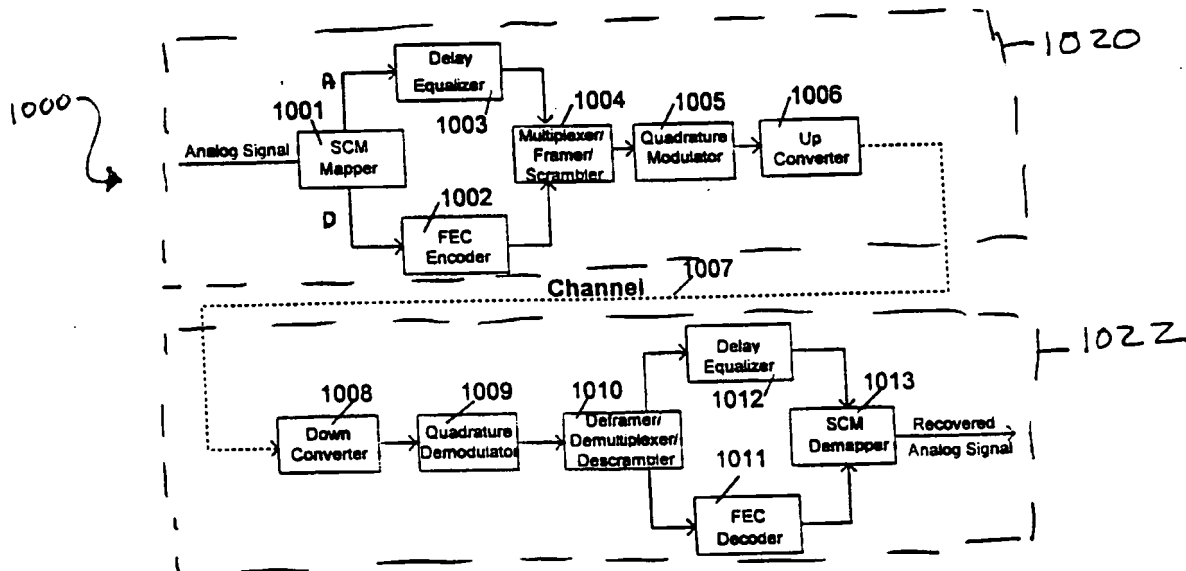 1020
1000
Analog Signal
1001
SCM
Mapper
A
D
Delay
Equalizer
1003
1002
FEC
Encoder
1004
Multiplexer/
Framer/
Scrambler
1005
Quadrature
Modulator
1006
Up
Converter
Channel
1007
1022
1008
Down
Converter
1009
Quadrature
Demodulator
1010
Deframer/
Demultiplexer/
Descrambler
Delay
Equalizer
1012
1011
FEC
Decoder
1013
SCM
Demapper
Recovered
Analog Signal